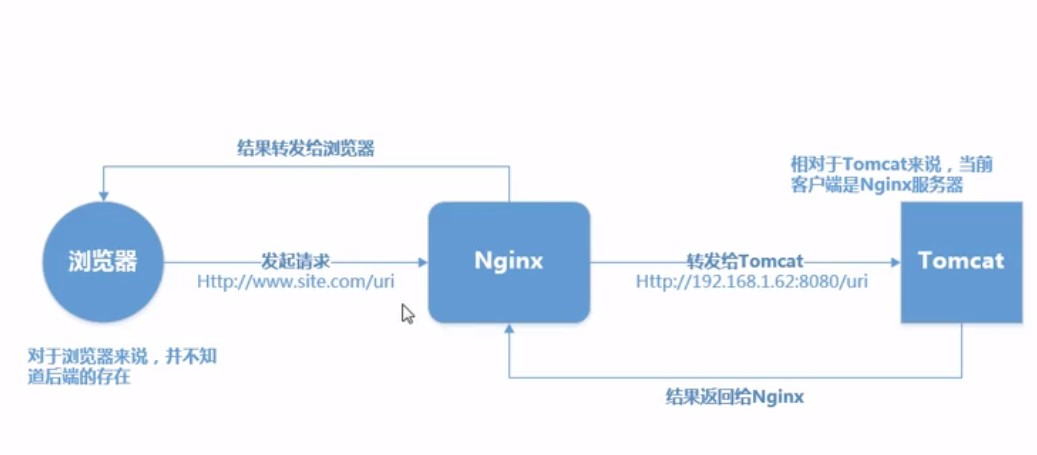 结果转发给浏览器
相对于Tomcat来说，当前
客户端是Nginx服务器
浏览器
发起请求
Http://www.site.com/uri
Nginx
转发给Tomcat
Http://192.168.1.62:8080/uri
Tomcat
对于浏览器来说，并不知
道后端的存在
结果返回给Nginx